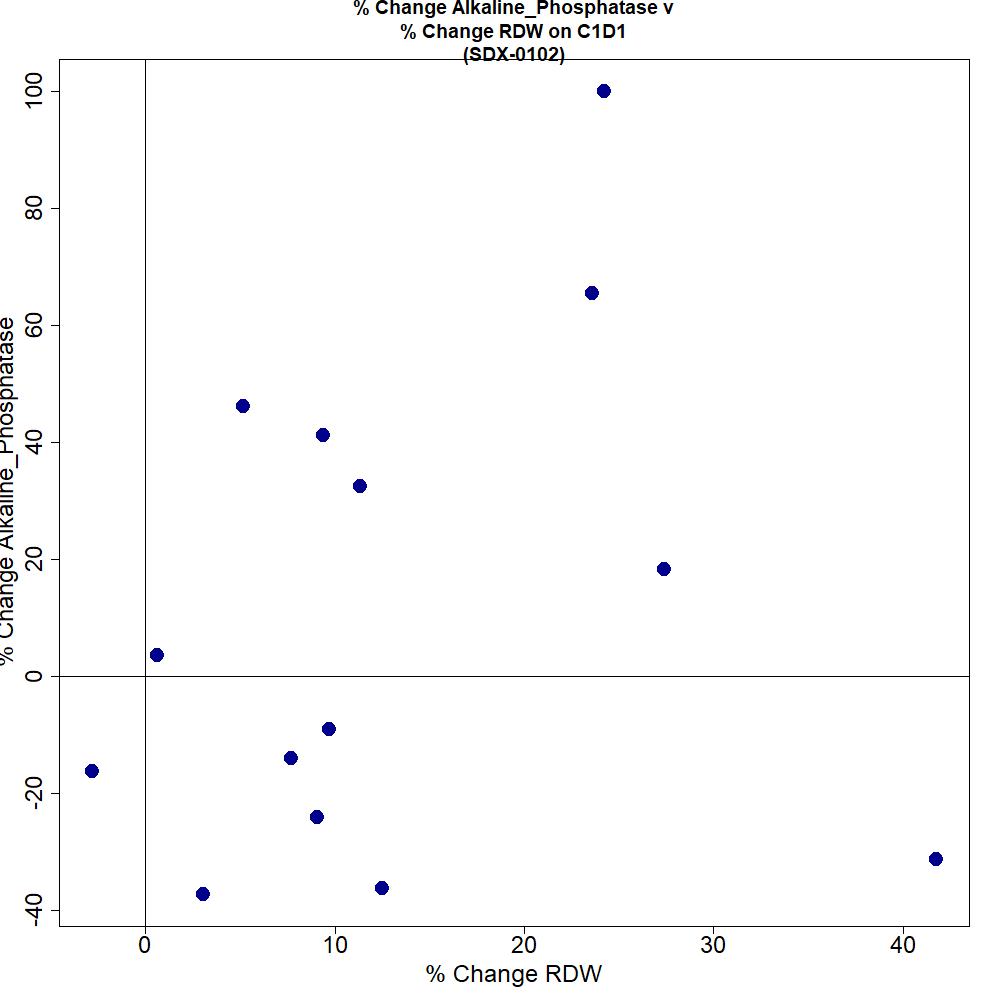 % Change Alkaline_Phosphatase v
% Change RDW on C1D1
(SDX-0102)
% Change Alkaline_Phosphatase
100
80
60
40
20
0
-20
-40
0
10
20
30
40
% Change RDW